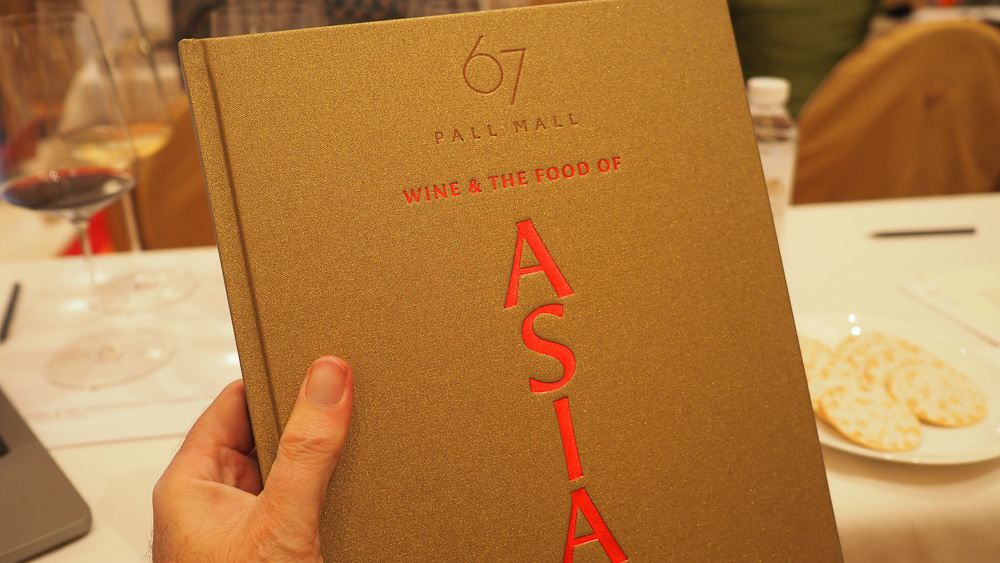 67
PALL MALL
WINE & THE FOOD OF
ASIA